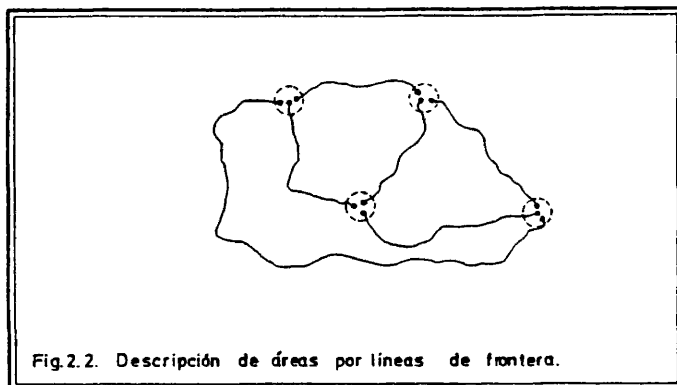 Fig.2.2. Descripción de áreas por líneas de frontera.